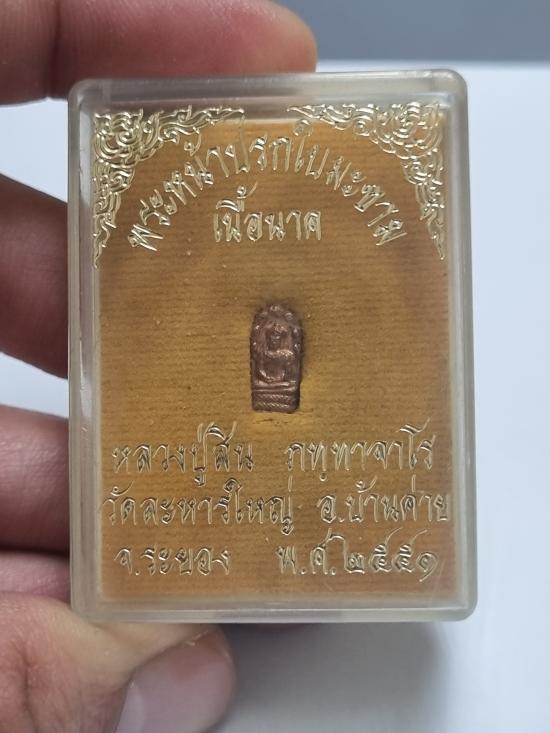 พระหน้าปรกใบมะขาม
เนื้อนาค
หลวงปู่สิน ภทฺทาจาโร
วัดละหารใหญ่ อ.บ้านค่าย
จ.ระยอง พ.ศ.๒๕๕๑